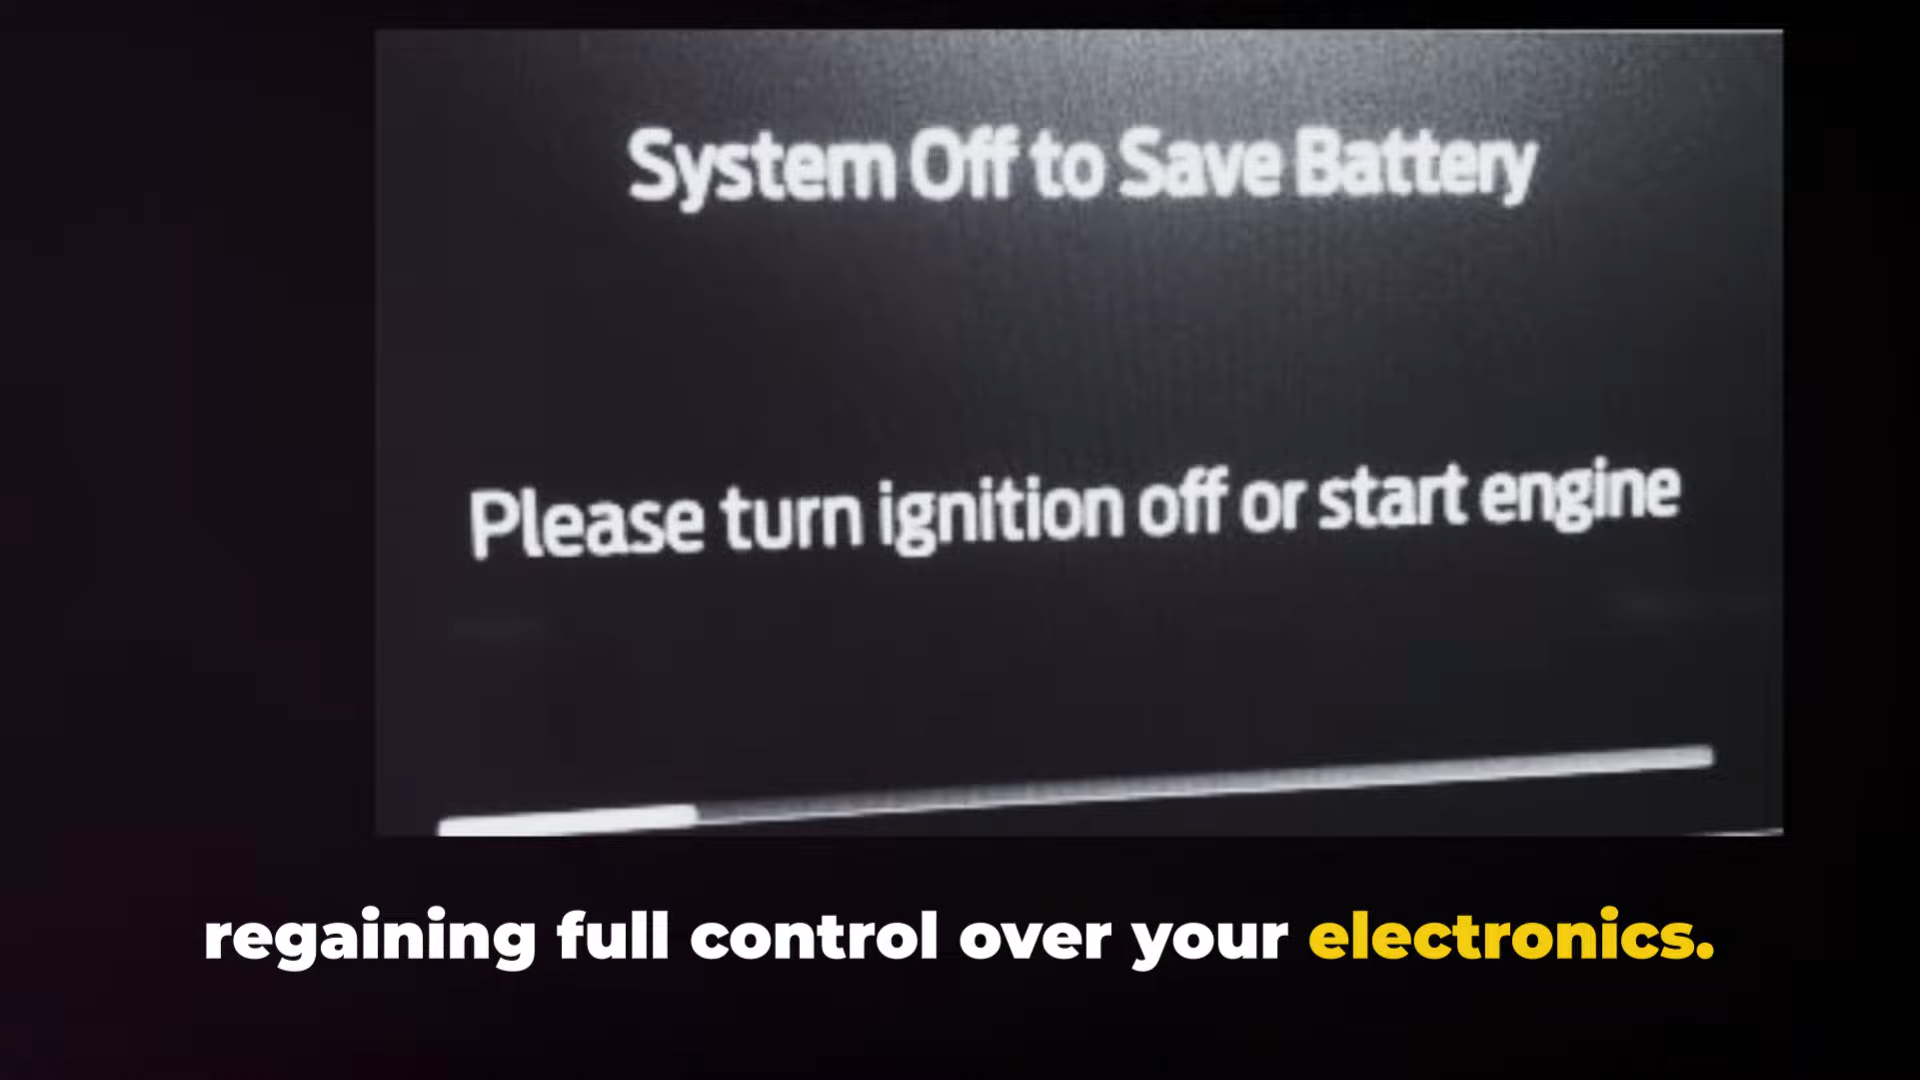 System Off to Save Battery
Please turn ignition off or start engine
regaining full control over your electronics.